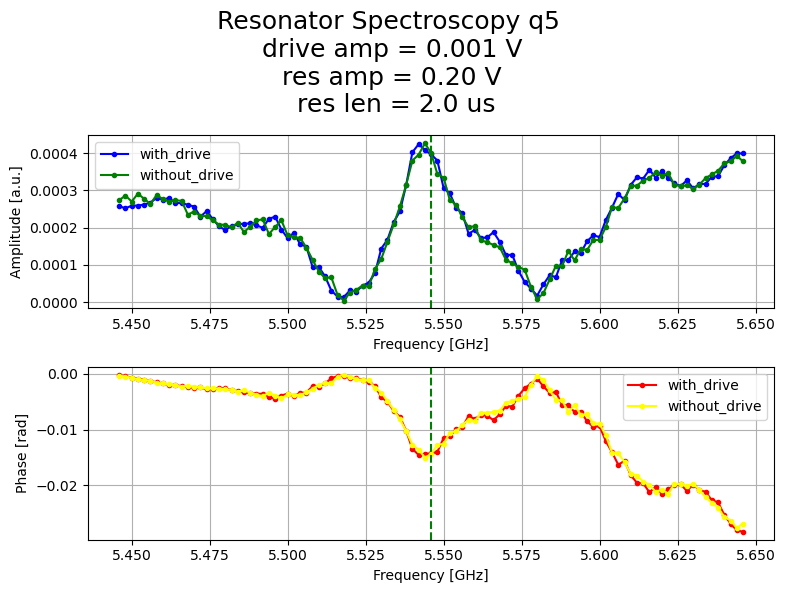 Resonator Spectroscopy q5
drive amp = 0.001 V
res amp = 0.20 V
res len = 2.0 us
with_drive
without_drive
Amplitude [a.u.]
0.0004
0.0003
0.0002
0.0001
0.0000
5.450 5.475 5.500 5.525 5.550 5.575 5.600 5.625 5.650
Frequency [GHz]
with_drive
without_drive
Phase [rad]
0.00
−0.01
−0.02
5.450 5.475 5.500 5.525 5.550 5.575 5.600 5.625 5.650
Frequency [GHz]